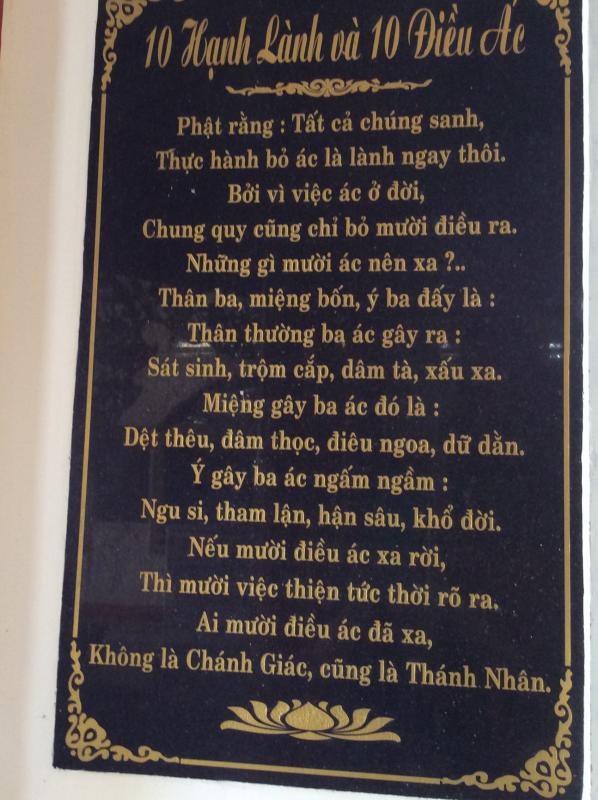 10 Hạnh Lành và 10 Điều Ác
Phật rằng : Tất cả chúng sanh,
Thực hành bỏ ác là lành ngay thôi.
Bởi vì việc ác ở đời,
Chung quy cũng chỉ bỏ mười điều ra.
Những gì mười ác nên xa ?..
Thân ba, miệng bốn, ý ba đấy là :
Thân thường ba ác gây ra :
Sát sinh, trộm cắp, dâm tà, xấu xa.
Miệng gây ba ác đó là :
Dệt thêu, đâm thọc, điêu ngoa, dữ dằn.
Ý gây ba ác ngấm ngầm :
Ngu si, tham lận, hận sâu, khổ đời.
Nếu mười điều ác xa rời,
Thì mười việc thiện tức thời rõ ra.
Ai mười điều ác đã xa,
Không là Chánh Giác, cũng là Thánh Nhân.